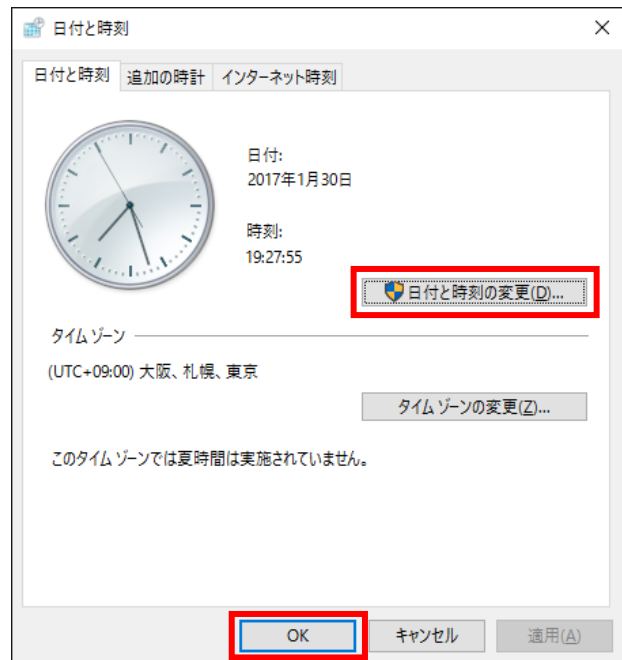 日付と時刻
日付と時刻 追加の時計 インターネット時刻
日付:
2017年1月30日
時刻:
19:27:55
日付と時刻の変更(D)...
タイム ゾーン
(UTC+09:00) 大阪、札幌、東京
タイム ゾーンの変更(Z)...
このタイム ゾーンでは夏時間は実施されていません。
OK キャンセル 適用(A)